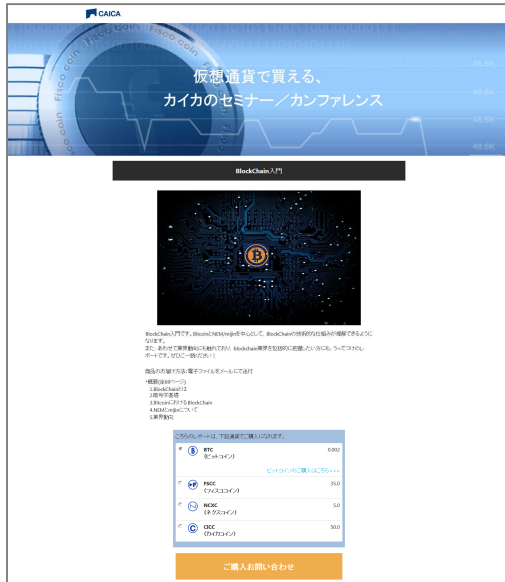 CAICA
Fisco coin
Fisco coin
仮想通貨で買える、
カイカのセミナー／カンファレンス
48.6K
48.6K
48.6K
48.6K
BlockChain入門
BlockChain入門です。BitcoinとNEM/mijinを中心として、BlockChainの技術的な仕組みが理解できるように
なります。
また、あわせて業界動向にも触れており、blockchain業界を包括的に把握したい方にも、うってつけのレ
ポートです。ぜひご一読ください！
商品のお届け方法：電子ファイルをメールにて送付
・概要(全69ページ)
1.BlockChainとは
2.暗号学基礎
3.BitcoinにおけるBlockChain
4.NEMとmijinについて
5.業界動向
こちらのレポートは、下記通貨でご購入になれます。
BTC 0.002
(ビットコイン)
ビットコインのご購入はこちら>>>
FSCC 35.0
(フィスココイン)
NCXC 5.0
(ネクスコイン)
CICC 50.0
(カイカコイン)
ご購入お問い合わせ